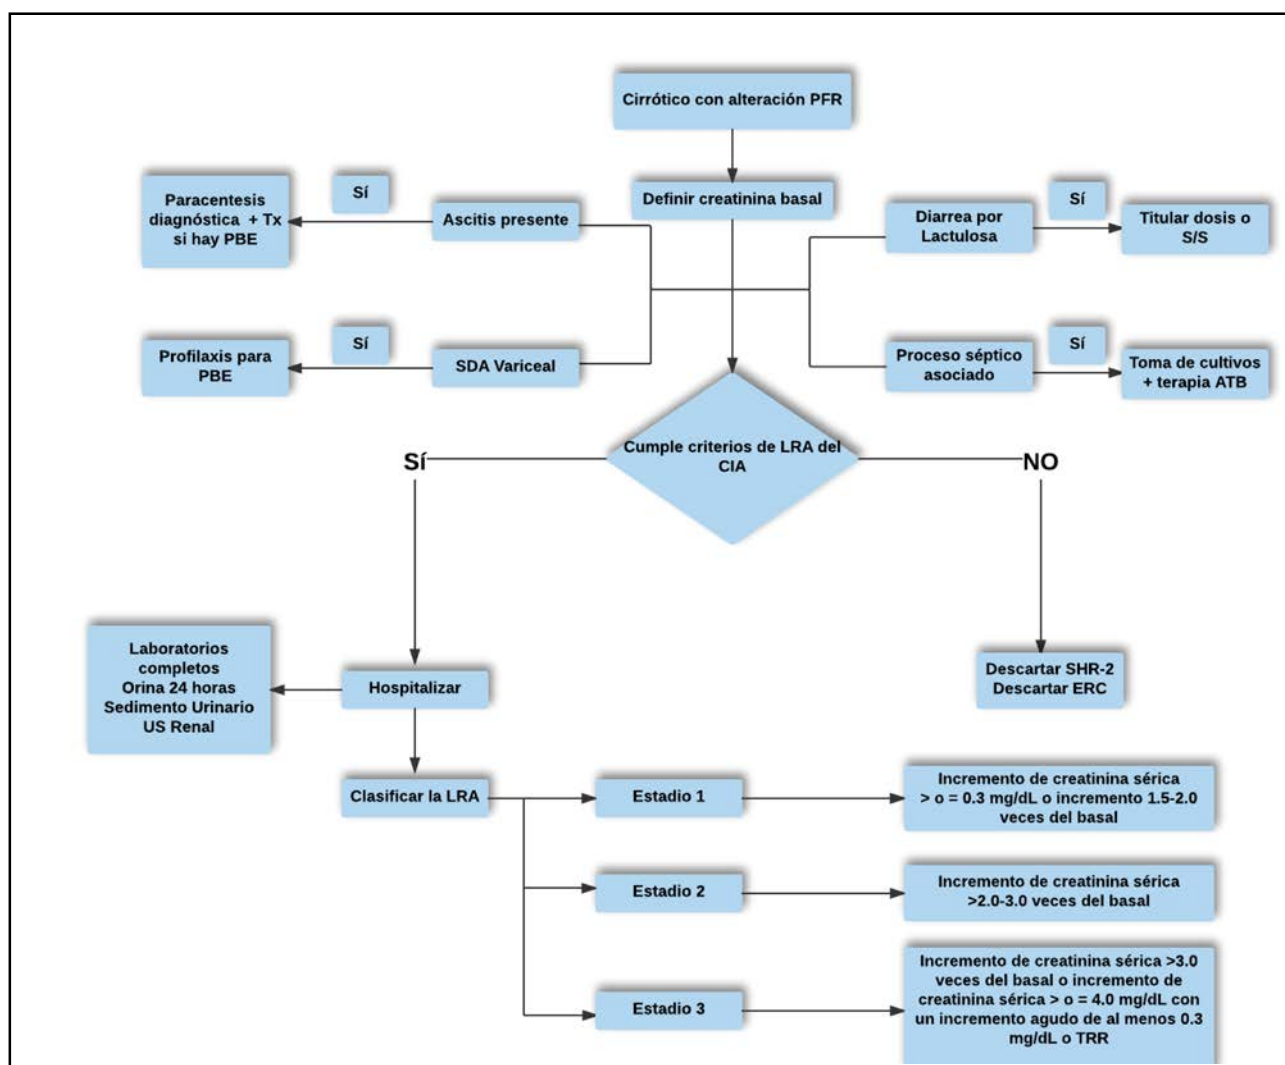 Cirrótico con alteración PFR
Definir creatinina basal
Paracentesis
diagnóstica + Tx
si hay PBE
Sí
Ascitis presente
Diarrea por
Lactulosa
Sí
Titular dosis o
S/S
Profilaxis para
PBE
Sí
SDA Variceal
Proceso séptico
asociado
Sí
Toma de cultivos
+ terapia ATB
Cumple criterios de LRA del
CIA
Sí
NO
Laboratorios
completos
Orina 24 horas
Sedimento Urinario
US Renal
Hospitalizar
Descartar SHR-2
Descartar ERC
Clasificar la LRA
Estadio 1
Incremento de creatinina sérica
> o = 0.3 mg/dL o incremento 1.5-2.0
veces del basal
Estadio 2
Incremento de creatinina sérica
>2.0-3.0 veces del basal
Estadio 3
Incremento de creatinina sérica >3.0
veces del basal o incremento de
creatinina sérica > o = 4.0 mg/dL con
un incremento agudo de al menos 0.3
mg/dL o TRR